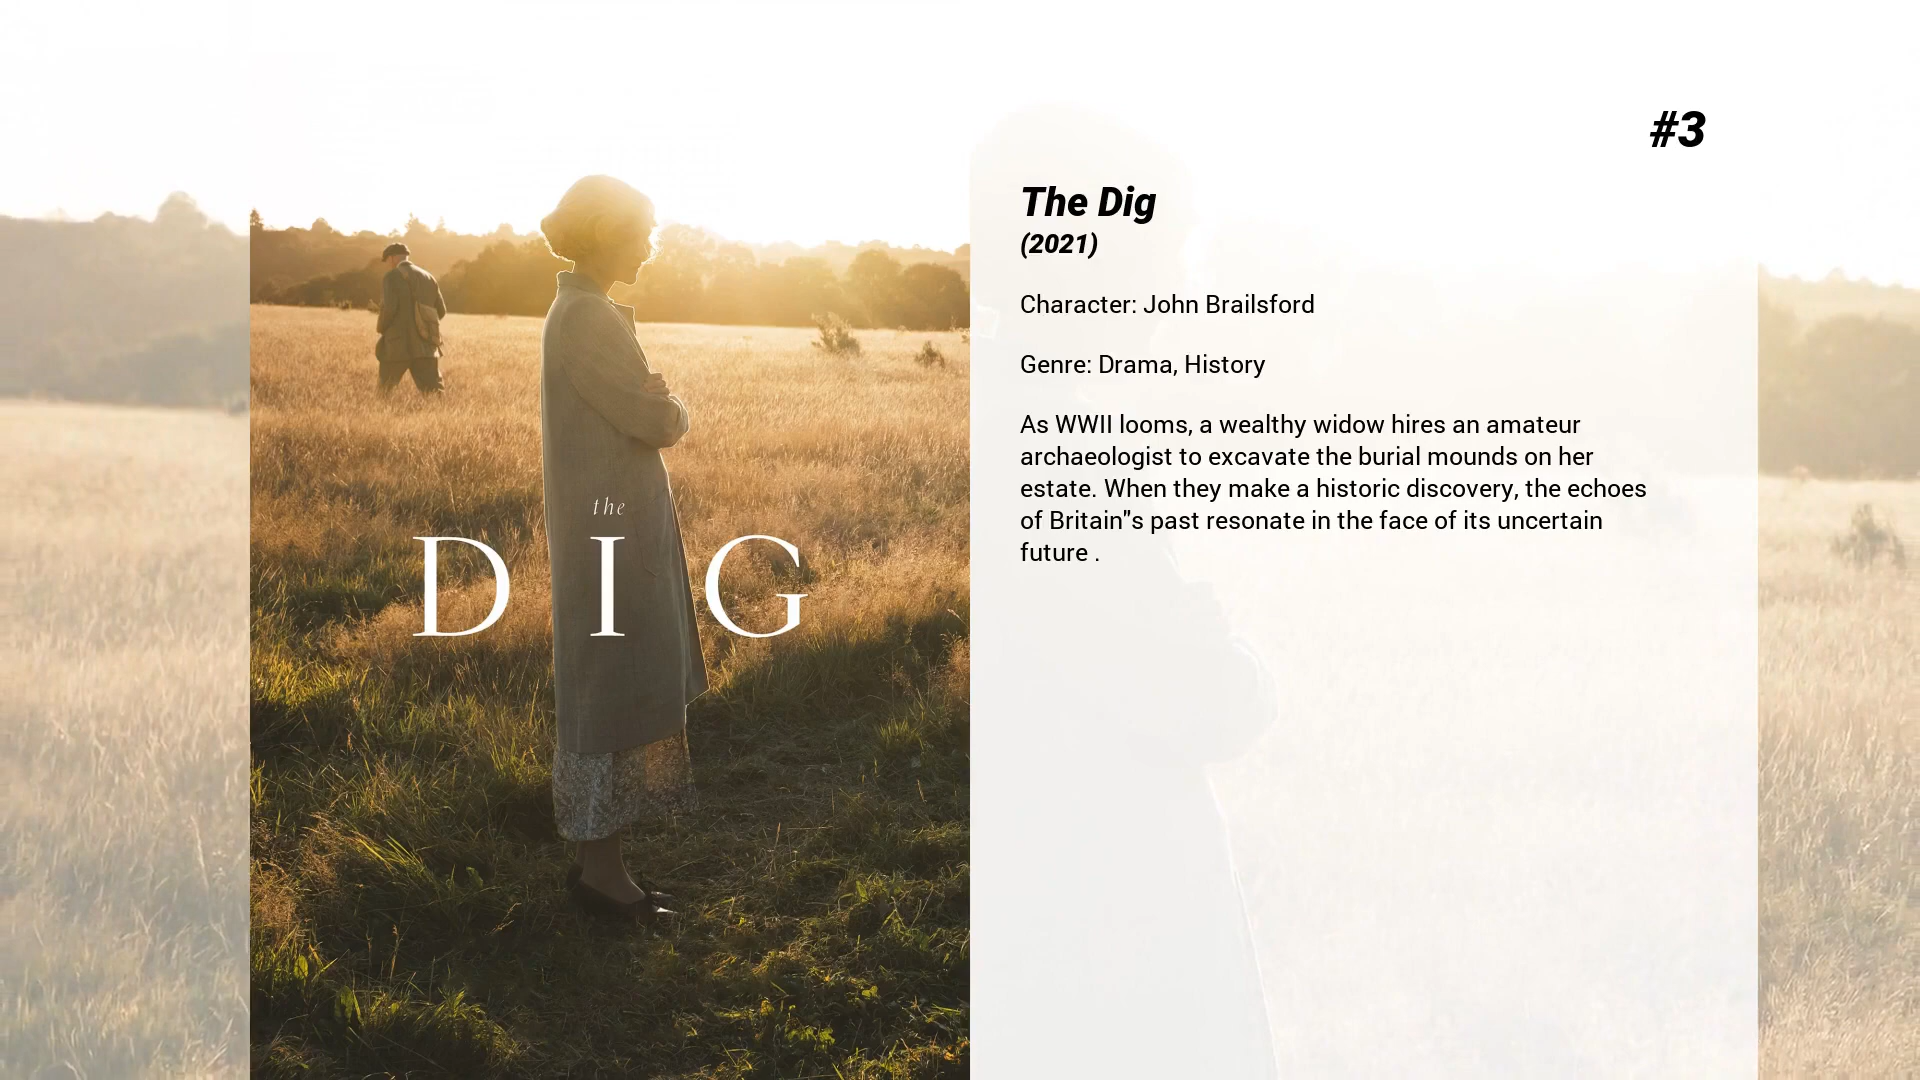 the
DIG
#3
The Dig
(2021)
Character: John Brailsford
Genre: Drama, History
As WWII looms, a wealthy widow hires an amateur
archaeologist to excavate the burial mounds on her
estate. When they make a historic discovery, the echoes
of Britain"s past resonate in the face of its uncertain
future .